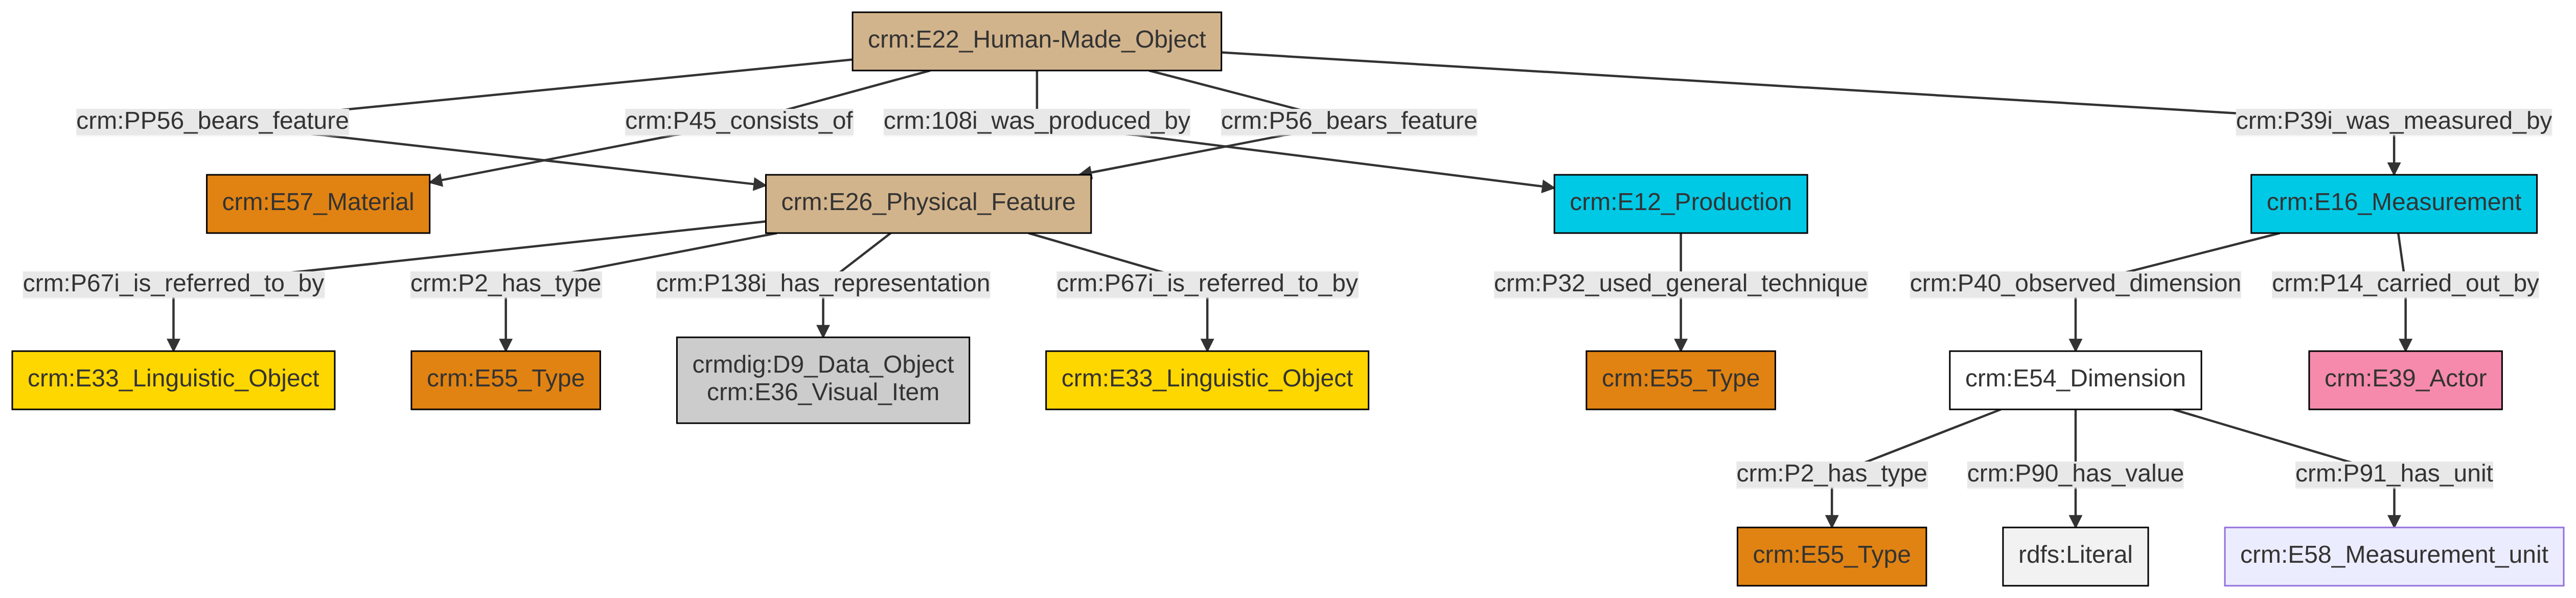 crm:E22_Human-Made_Object
crm:PP56_bears_feature
crm:P45_consists_of
crm:108i_was_produced_by
crm:P56_bears_feature
crm:P39i_was_measured_by
crm:E57_Material
crm:E26_Physical_Feature
crm:E12_Production
crm:E16_Measurement
crm:P67i_is_referred_to_by
crm:P2_has_type
crm:P138i_has_representation
crm:P67i_is_referred_to_by
crm:P32_used_general_technique
crm:P40_observed_dimension
crm:P14_carried_out_by
crm:E33_Linguistic_Object
crm:E55_Type
crmdig:D9_Data_Object
crm:E36_Visual_Item
crm:E33_Linguistic_Object
crm:E55_Type
crm:E54_Dimension
crm:E39_Actor
crm:P2_has_type
crm:P90_has_value
crm:P91_has_unit
crm:E55_Type
rdfs:Literal
crm:E58_Measurement_unit